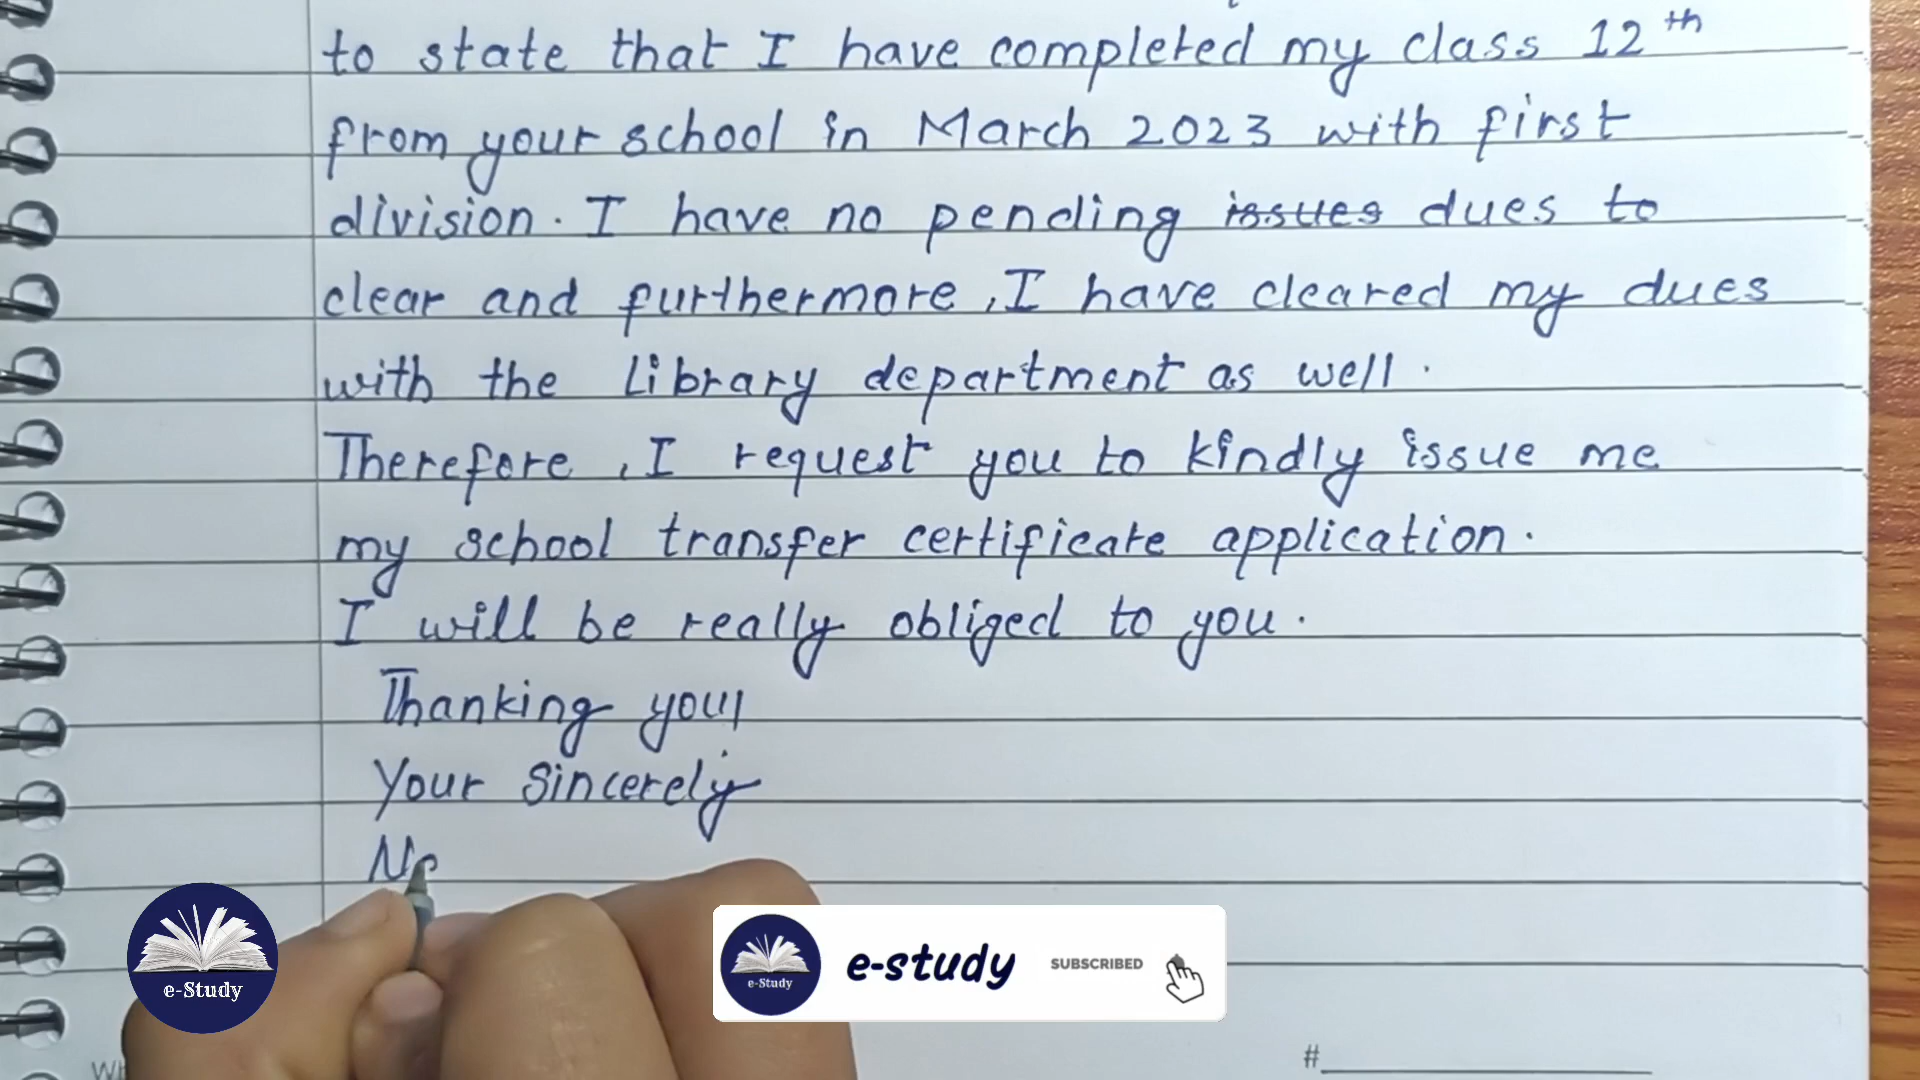 to state that I have completed my class 12th
from your school in March 2023 with first
division. I have no pending issues dues to
clear and furthermore, I have cleared my dues
with the Library department as well.
Therefore, I request you to kindly issue me
my school transfer certificate application.
I will be really obliged to you.
Thanking you!
Your Sincerely
e-Study
e-Study
e-study
SUBSCRIBED
#